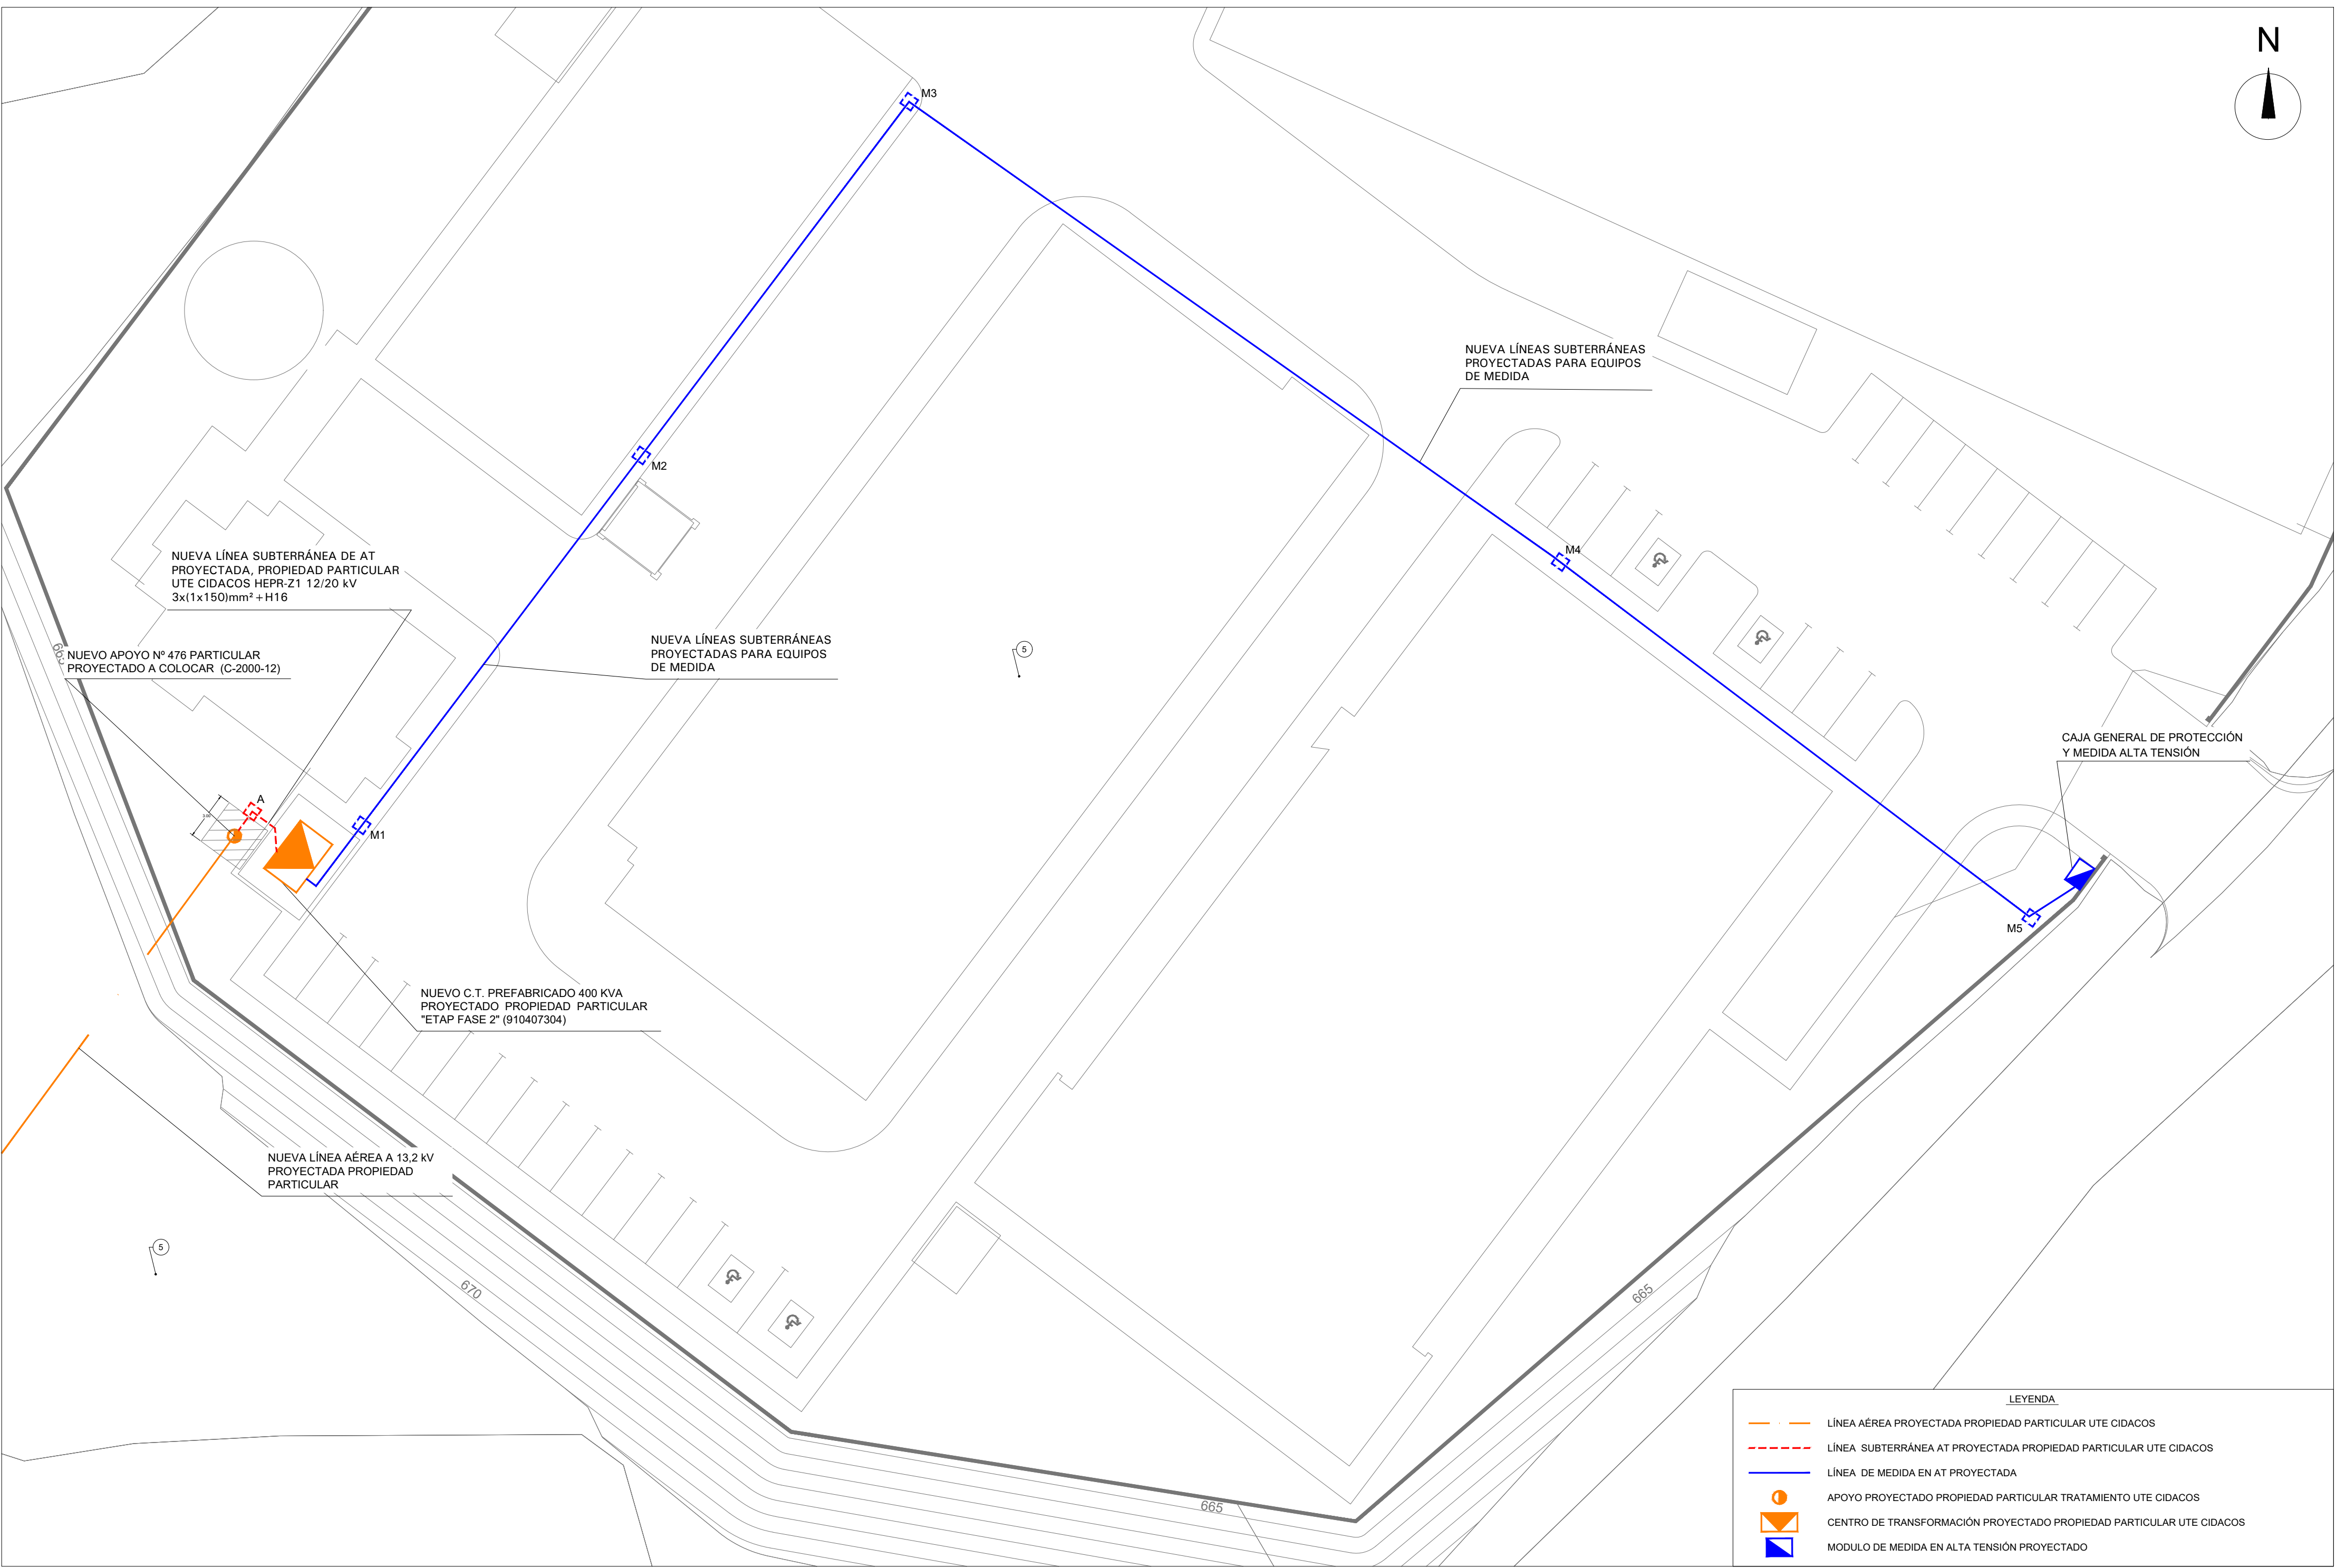 N
M3
NUEVA LÍNEAS SUBTERRÁNEAS
PROYECTADAS PARA EQUIPOS
DE MEDIDA
M2
M4
NUEVA LÍNEA SUBTERRÁNEA DE AT
PROYECTADA, PROPIEDAD PARTICULAR
UTE CIDACOS HEPR-Z1 12/20 kV
3x(1x150)mm²+H16
NUEVO APOYO Nº 476 PARTICULAR
PROYECTADO A COLOCAR (C-2000-12)
NUEVA LÍNEAS SUBTERRÁNEAS
PROYECTADAS PARA EQUIPOS
DE MEDIDA
5
CAJA GENERAL DE PROTECCIÓN
Y MEDIDA ALTA TENSIÓN
A
3.00
M1
M5
NUEVO C.T. PREFABRICADO 400 KVA
PROYECTADO PROPIEDAD PARTICULAR
"ETAP FASE 2" (910407304)
NUEVA LÍNEA AÉREA A 13,2 kV
PROYECTADA PROPIEDAD
PARTICULAR
5
670
665
665
LEYENDA
LÍNEA AÉREA PROYECTADA PROPIEDAD PARTICULAR UTE CIDACOS
LÍNEA SUBTERRÁNEA AT PROYECTADA PROPIEDAD PARTICULAR UTE CIDACOS
LÍNEA DE MEDIDA EN AT PROYECTADA
APOYO PROYECTADO PROPIEDAD PARTICULAR TRATAMIENTO UTE CIDACOS
CENTRO DE TRANSFORMACIÓN PROYECTADO PROPIEDAD PARTICULAR UTE CIDACOS
MODULO DE MEDIDA EN ALTA TENSIÓN PROYECTADO